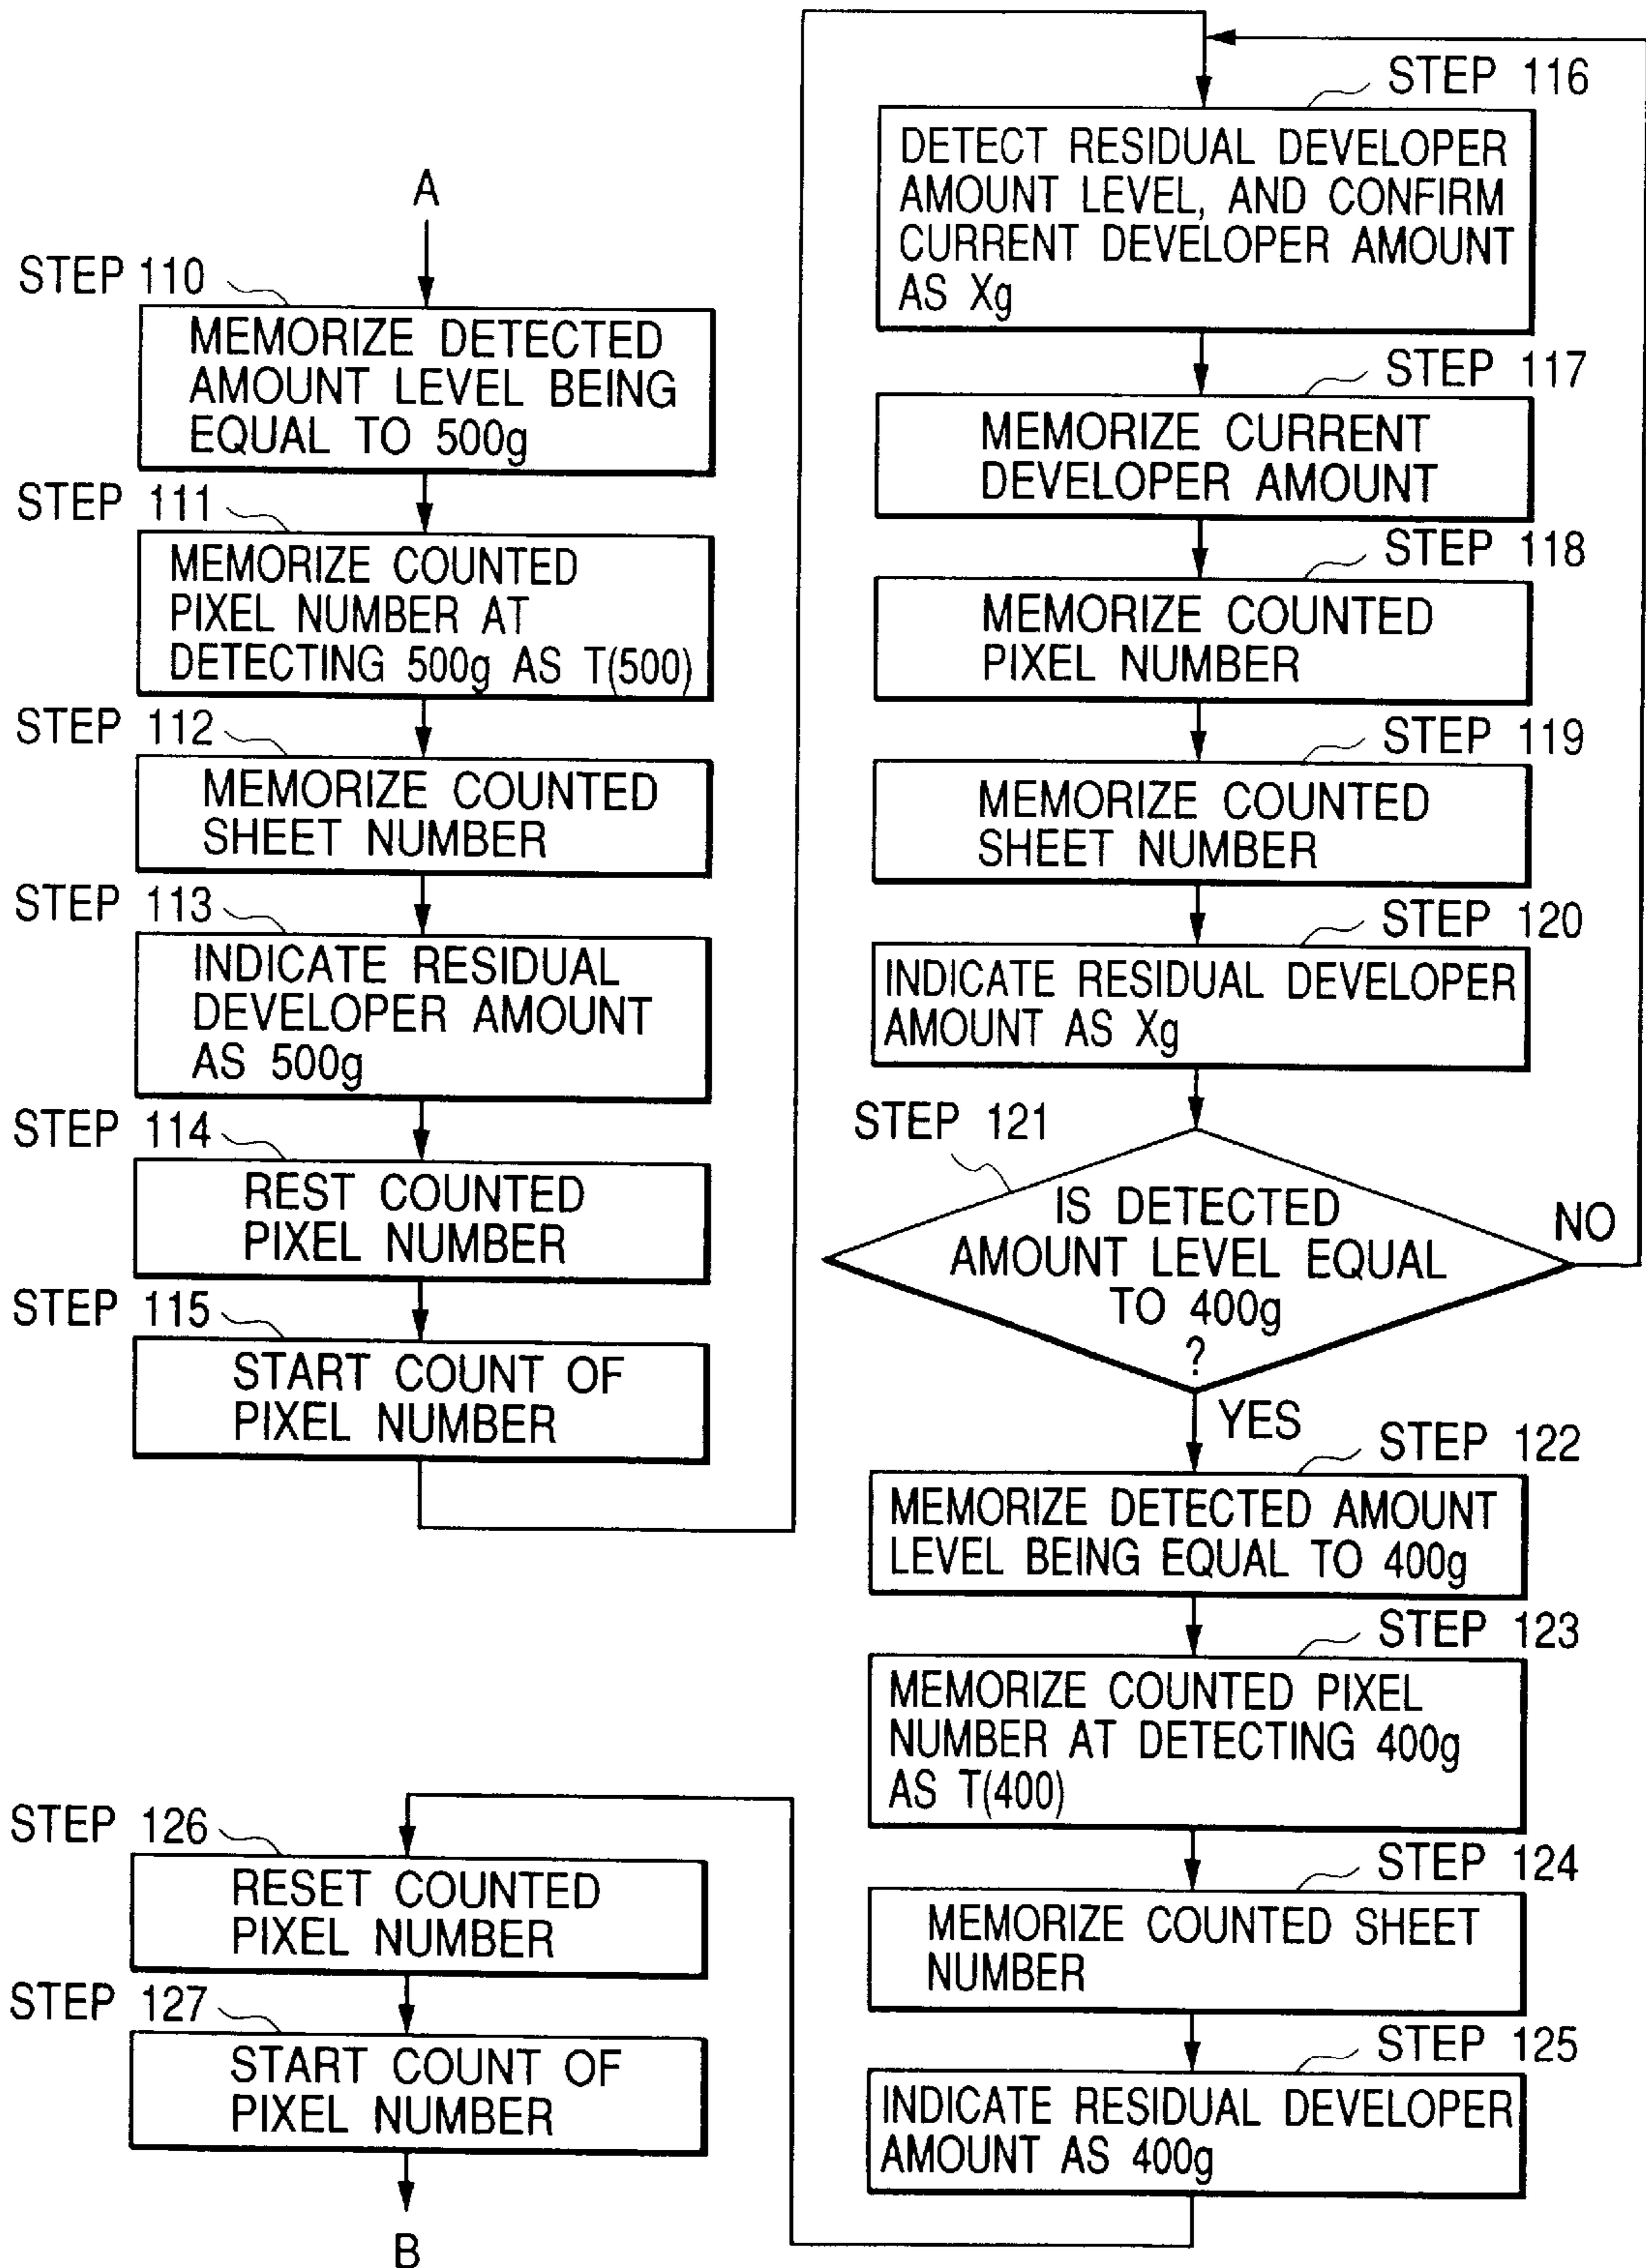 A
STEP 110
MEMORIZE DETECTED
AMOUNT LEVEL BEING
EQUAL TO 500g
STEP 111
MEMORIZE COUNTED
PIXEL NUMBER AT
DETECTING 500g AS T(500)
STEP 112
MEMORIZE COUNTED
SHEET NUMBER
STEP 113
INDICATE RESIDUAL
DEVELOPER AMOUNT
AS 500g
STEP 114
REST COUNTED
PIXEL NUMBER
STEP 115
START COUNT OF
PIXEL NUMBER
STEP 116
DETECT RESIDUAL DEVELOPER
AMOUNT LEVEL, AND CONFIRM
CURRENT DEVELOPER AMOUNT
AS Xg
STEP 117
MEMORIZE CURRENT
DEVELOPER AMOUNT
STEP 118
MEMORIZE COUNTED
PIXEL NUMBER
STEP 119
MEMORIZE COUNTED
SHEET NUMBER
STEP 120
INDICATE RESIDUAL DEVELOPER
AMOUNT AS Xg
STEP 121
IS DETECTED
AMOUNT LEVEL EQUAL
TO 400g
?
NO
YES
STEP 122
MEMORIZE DETECTED AMOUNT
LEVEL BEING EQUAL TO 400g
STEP 123
MEMORIZE COUNTED PIXEL
NUMBER AT DETECTING 400g
AS T(400)
STEP 124
MEMORIZE COUNTED SHEET
NUMBER
STEP 125
INDICATE RESIDUAL DEVELOPER
AMOUNT AS 400g
STEP 126
RESET COUNTED
PIXEL NUMBER
STEP 127
START COUNT OF
PIXEL NUMBER
B